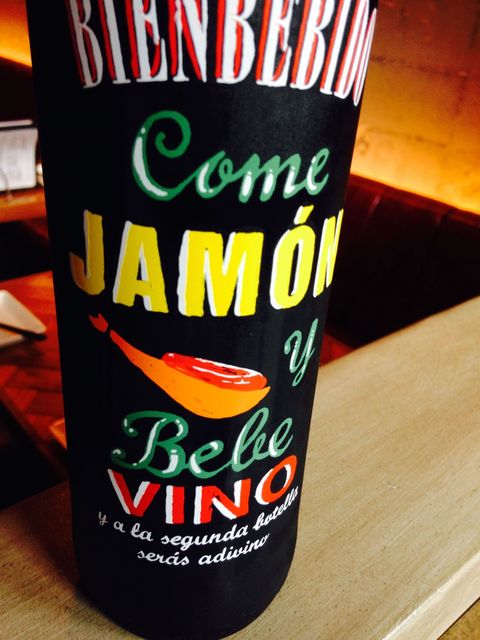 BIENBEBIDO
Come
JAMÓN
y
Bebe
VINO
y a la segunda botella
serás adivino